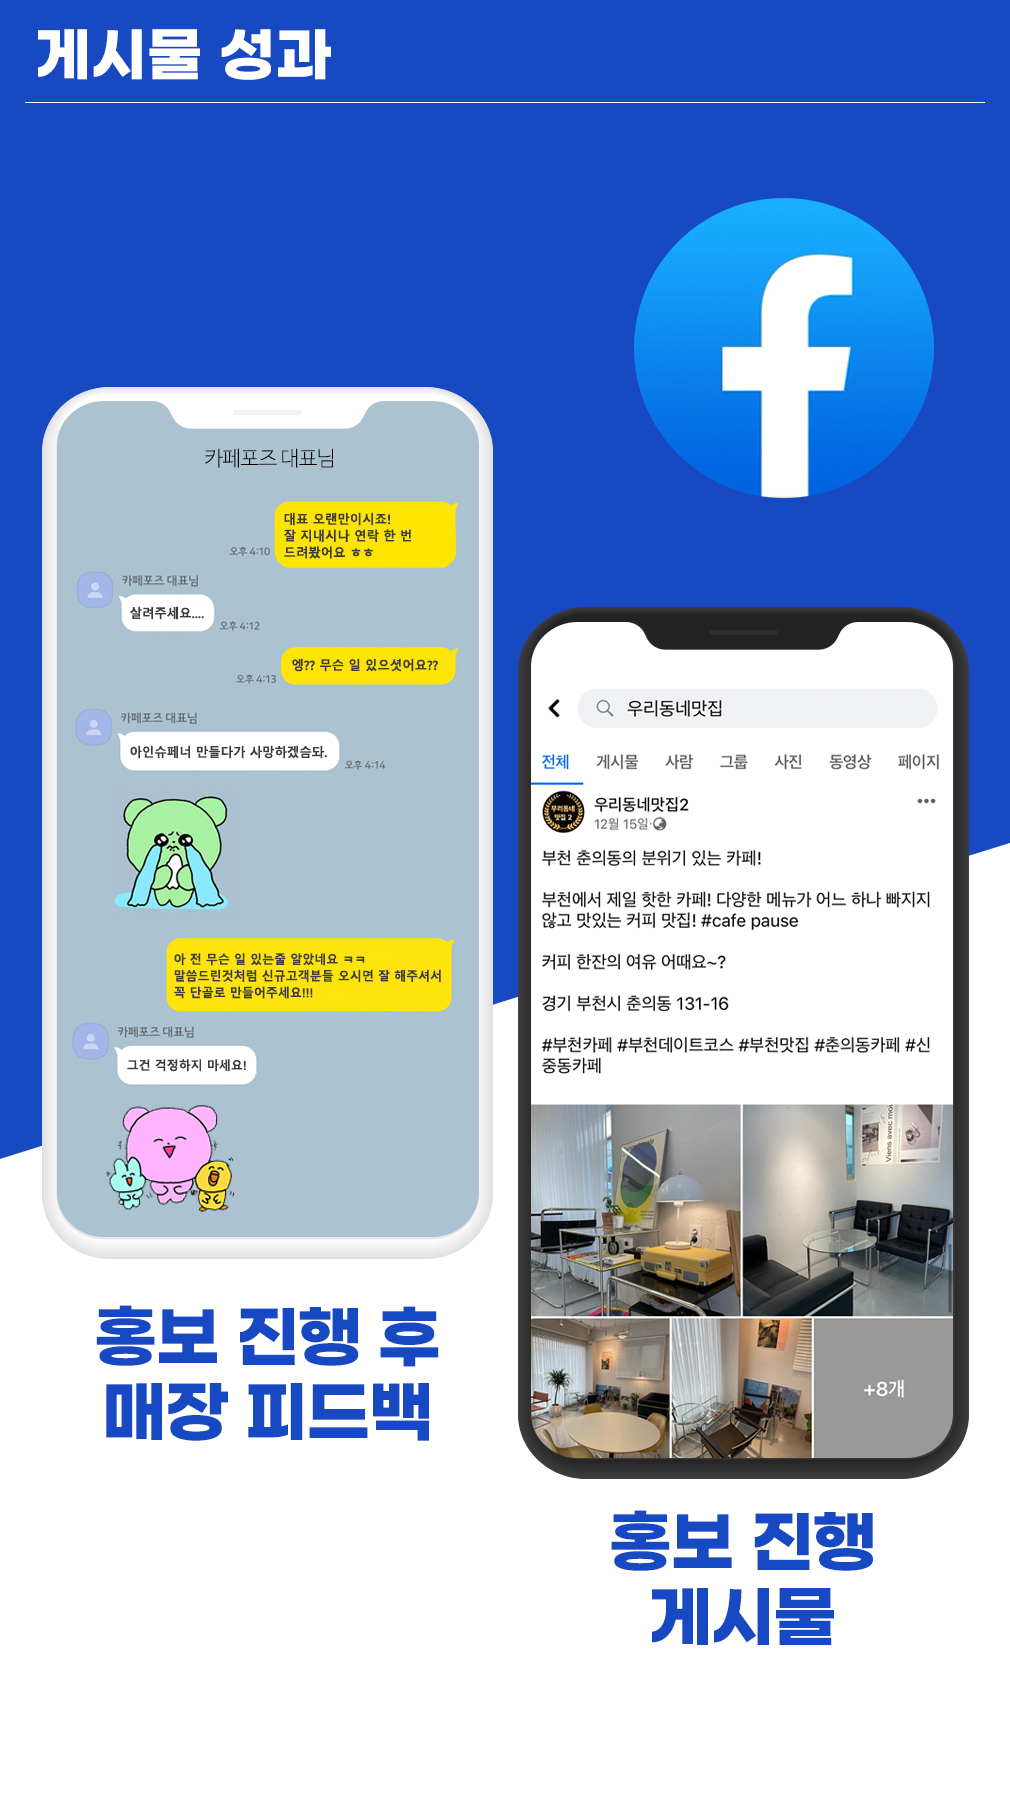 게시물 성과
카페포즈 대표님
대표 오랜만이시죠!
잘 지내시나 연락 한 번
드려봤어요 ㅎㅎ
오후 4:10
카페포즈 대표님
살려주세요....
오후 4:12
엥?? 무슨 일 있으셧어요??
오후 4:13
카페포즈 대표님
아인슈페너 만들다가 사망하겠슴돠.
오후 4:14
아 전 무슨 일 있는줄 알았네요 ㅋㅋ
말씀드린것처럼 신규고객분들 오시면 잘 해주셔서
꼭 단골로 만들어주세요!!!
카페포즈 대표님
그건 걱정하지 마세요!
홍보 진행 후
매장 피드백
우리동네맛집
전체 게시물 사람 그룹 사진 동영상 페이지
우리동네
맛집 2
우리동네맛집2
12월 15일·
부천 춘의동의 분위기 있는 카페!
부천에서 제일 핫한 카페! 다양한 메뉴가 어느 하나 빠지지
않고 맛있는 커피 맛집! #cafe pause
커피 한잔의 여유 어때요~?
경기 부천시 춘의동 131-16
#부천카페 #부천데이트코스 #부천맛집 #춘의동카페 #신
중동카페
Viens avec moi
+8개
홍보 진행
게시물